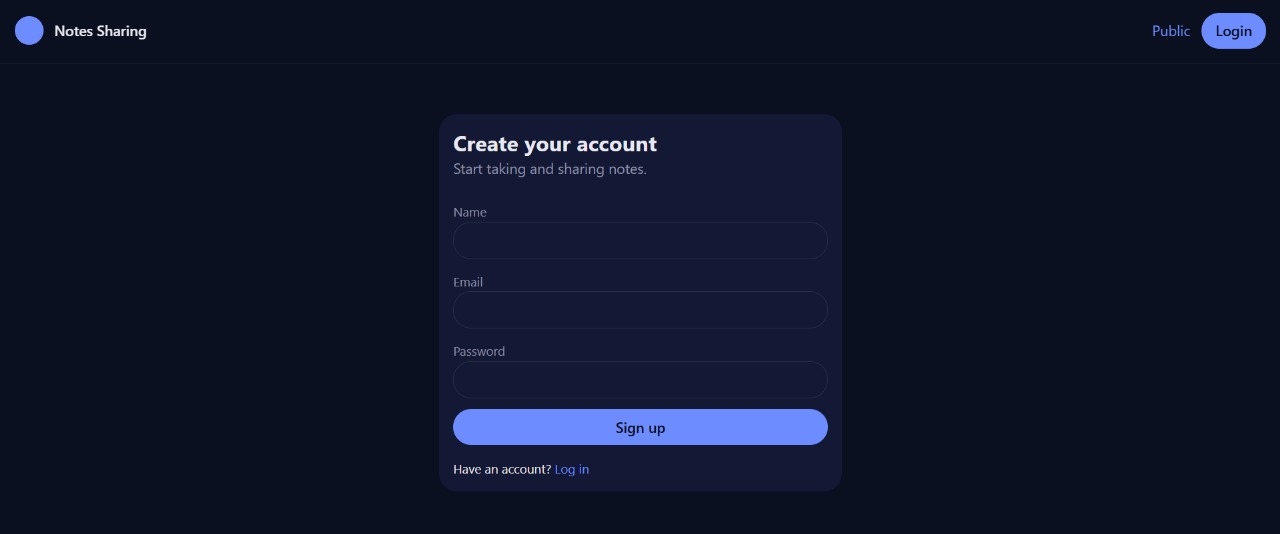 Notes Sharing
Public
Login
Create your account
Start taking and sharing notes.
Name
Email
Password
Sign up
Have an account? Log in